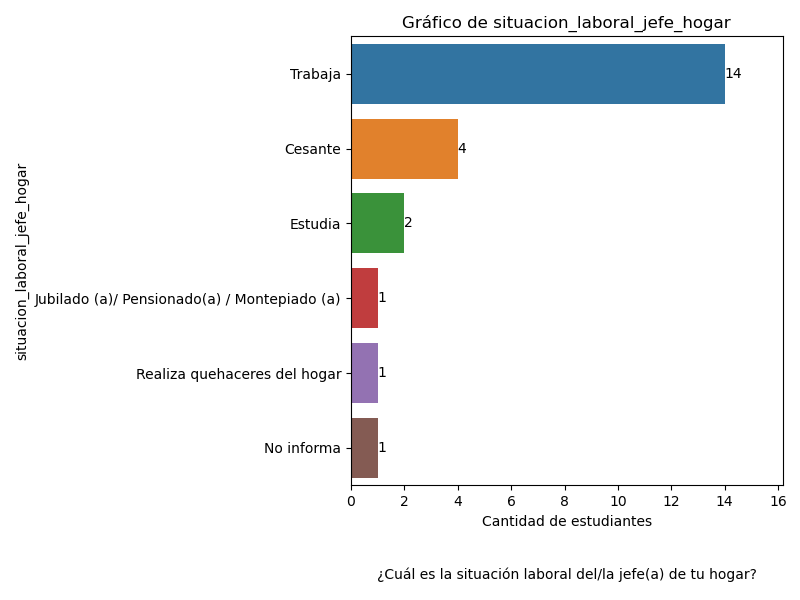 Gráfico de situacion_laboral_jefe_hogar
situacion_laboral_jefe_hogar
Trabaja
14
Cesante
4
Estudia
2
Jubilado (a)/ Pensionado(a) / Montepiado (a)
1
Realiza quehaceres del hogar
1
No informa
1
0 2 4 6 8 10 12 14 16
Cantidad de estudiantes
¿Cuál es la situación laboral del/la jefe(a) de tu hogar?